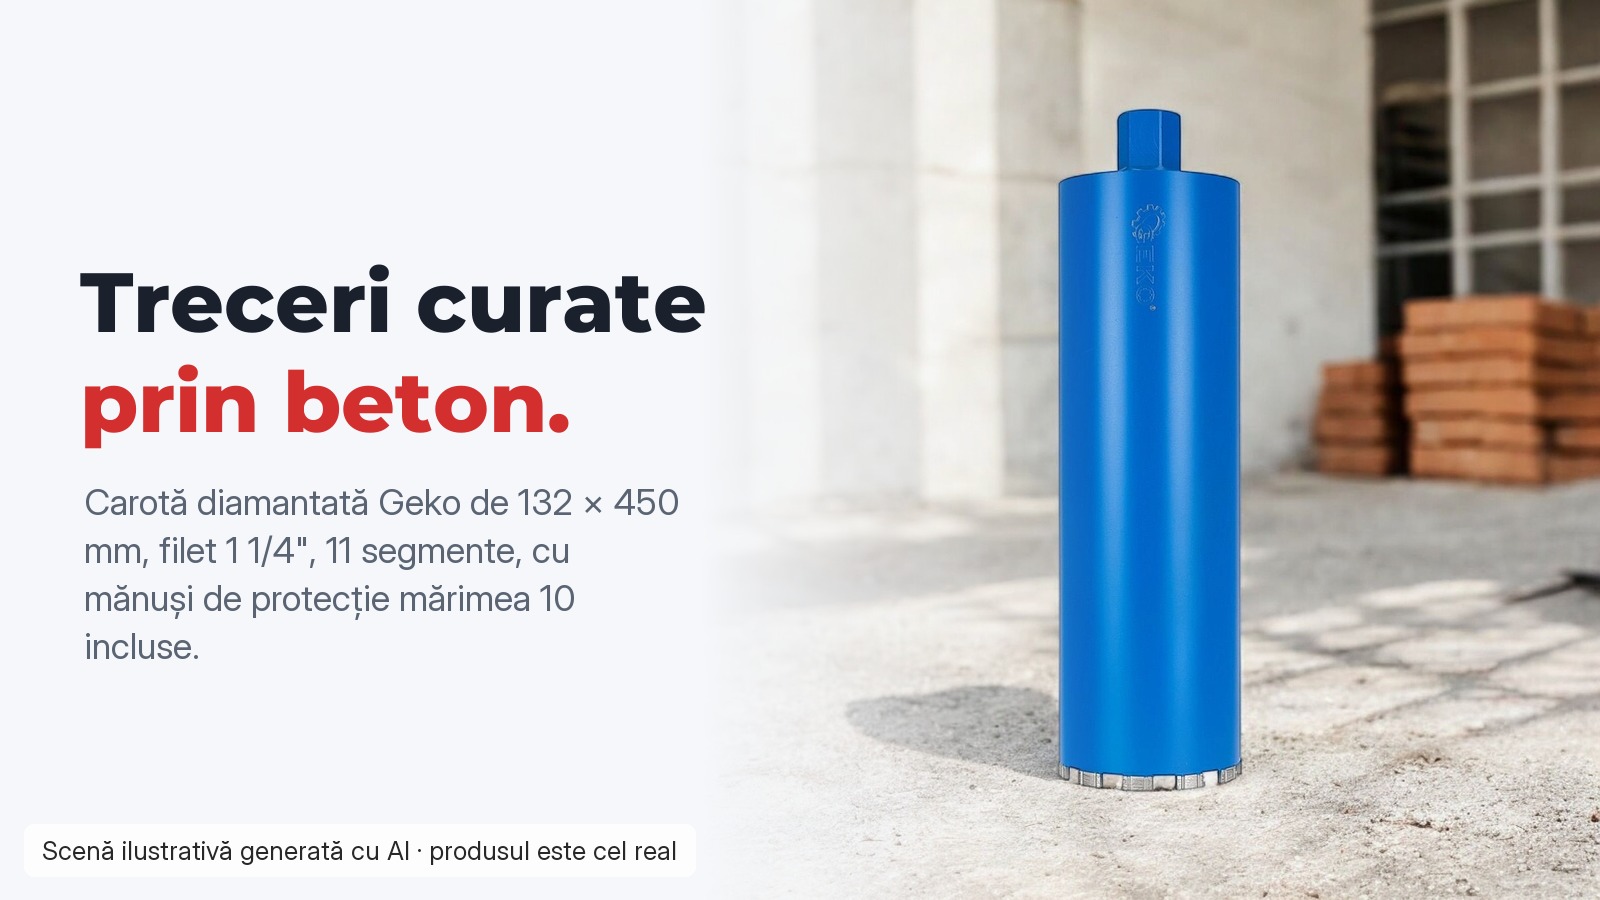 Treceri curate
prin beton.
Carotă diamantată Geko de 132 × 450
mm, filet 1 1/4", 11 segmente, cu
mănuși de protecție mărimea 10
incluse.
GEKO
Scenă ilustrativă generată cu AI · produsul este cel real